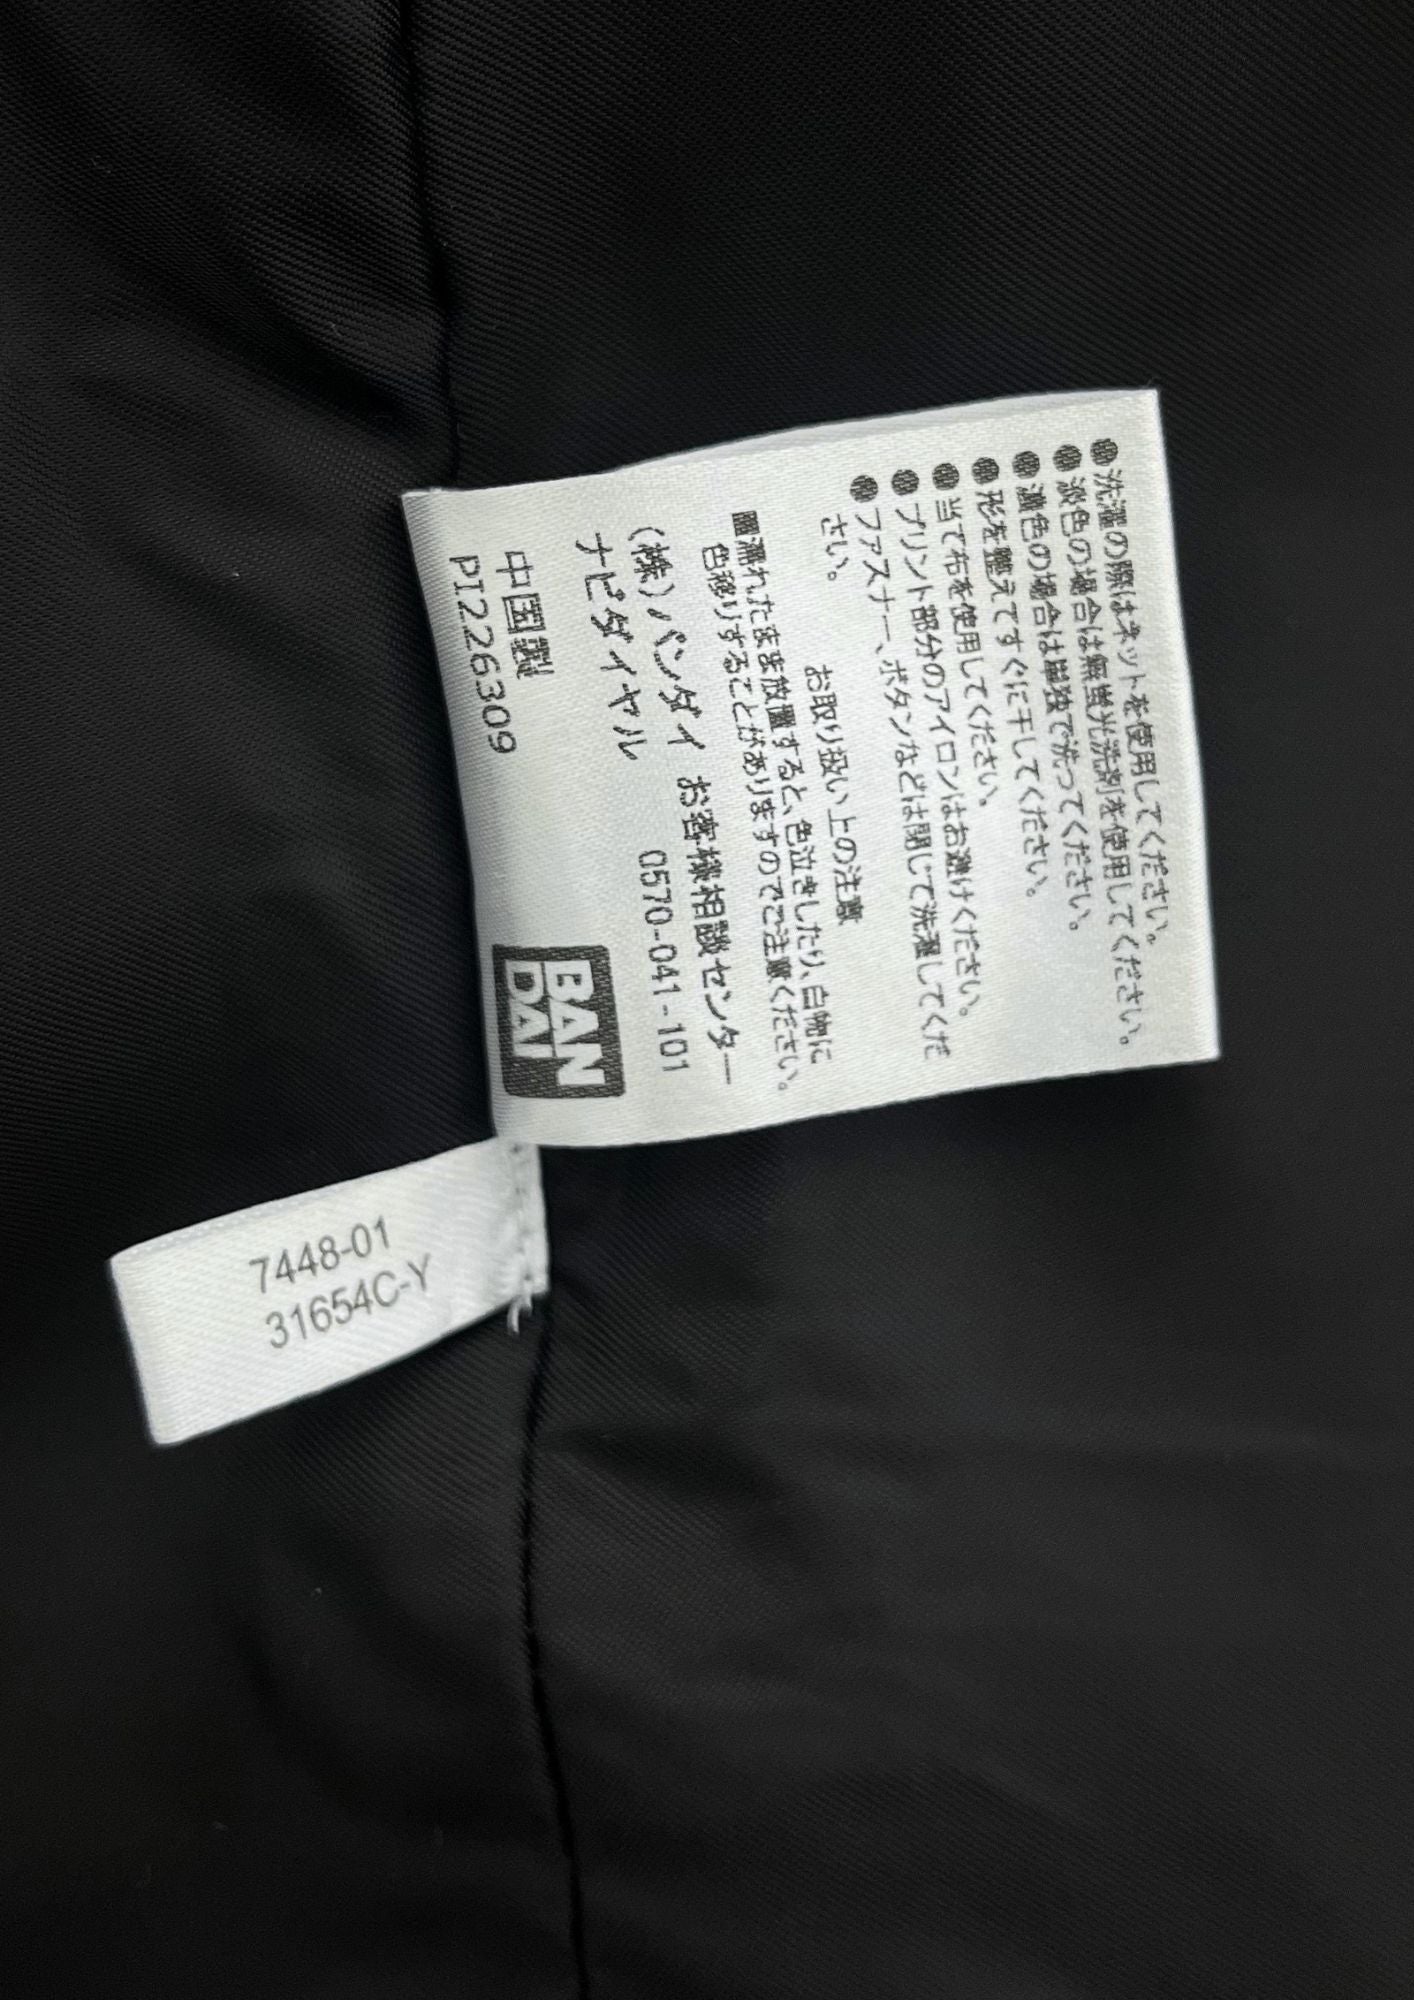 ●洗濯の際はネットを使用してください。
●淡色の場合は無蛍光洗剤を使用してください。
●濃色の場合は単独で洗ってください。
●形を整えてすぐに干してください。
●当て布を使用してください。
●プリント部分のアイロンはお避けください。
●ファスナー、ボタンなどは閉じて洗濯してくだ
さい。
お取り扱い上の注意
■濡れたまま放置すると、色泣きしたり、白物に
色移りすることがありますのでご注意ください。
(株)バンダイ お客様相談センター
ナビダイヤル 0570-041-101
中国製
PI226309
BAN
DAI
7448-01
31654C-Y